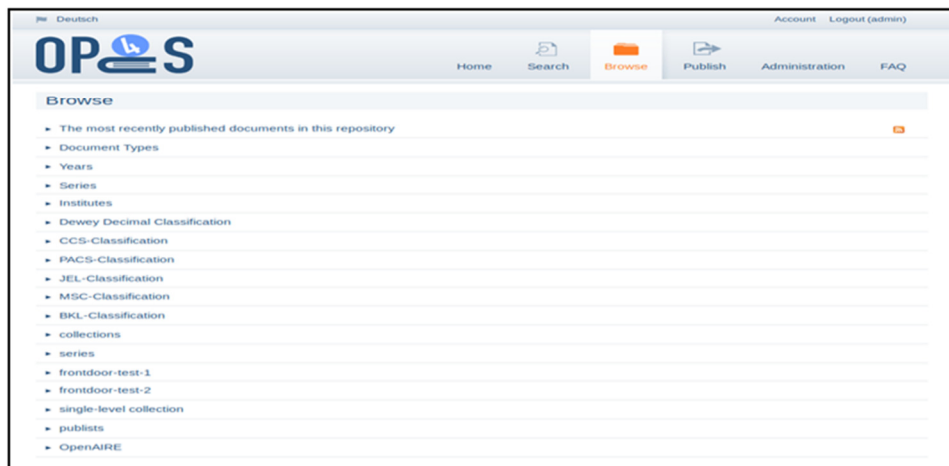 Deutsch Account Logout (admin)
OPUS 4
Home Search Browse Publish Administration FAQ
Browse
The most recently published documents in this repository
Document Types
Years
Series
Institutes
Dewey Decimal Classification
CCS-Classification
PACS-Classification
JEL-Classification
MSC-Classification
BKL-Classification
collections
series
frontdoor-test-1
frontdoor-test-2
single-level collection
publists
OpenAIRE